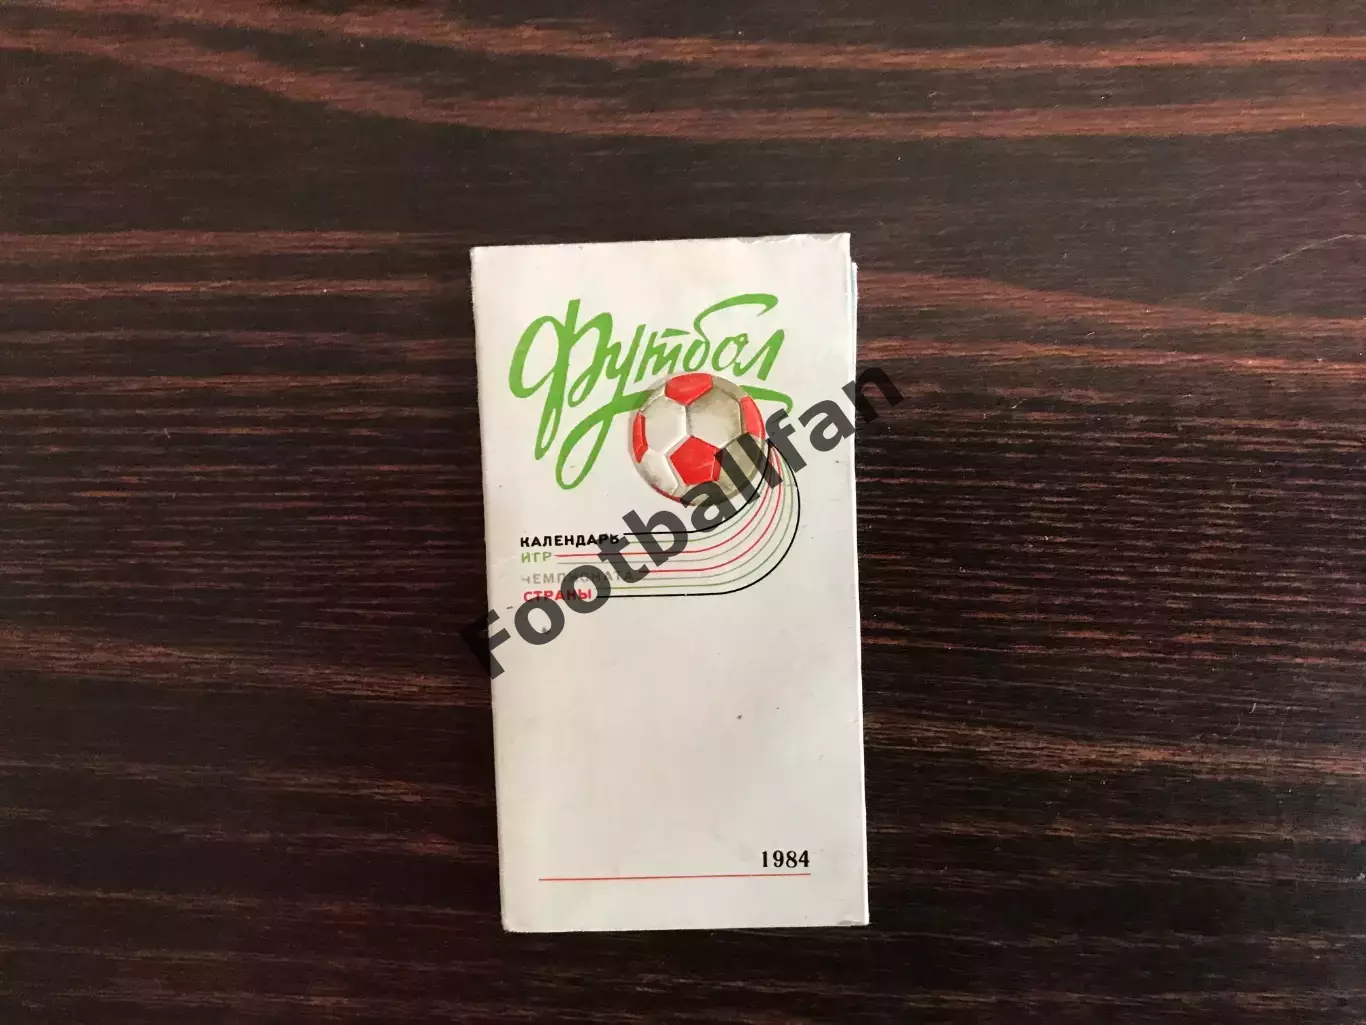 Футбол
КАЛЕНДАРЬ
ИГР
ЧЕМПИОНАТА
СТРАНЫ
Footballfan
1984